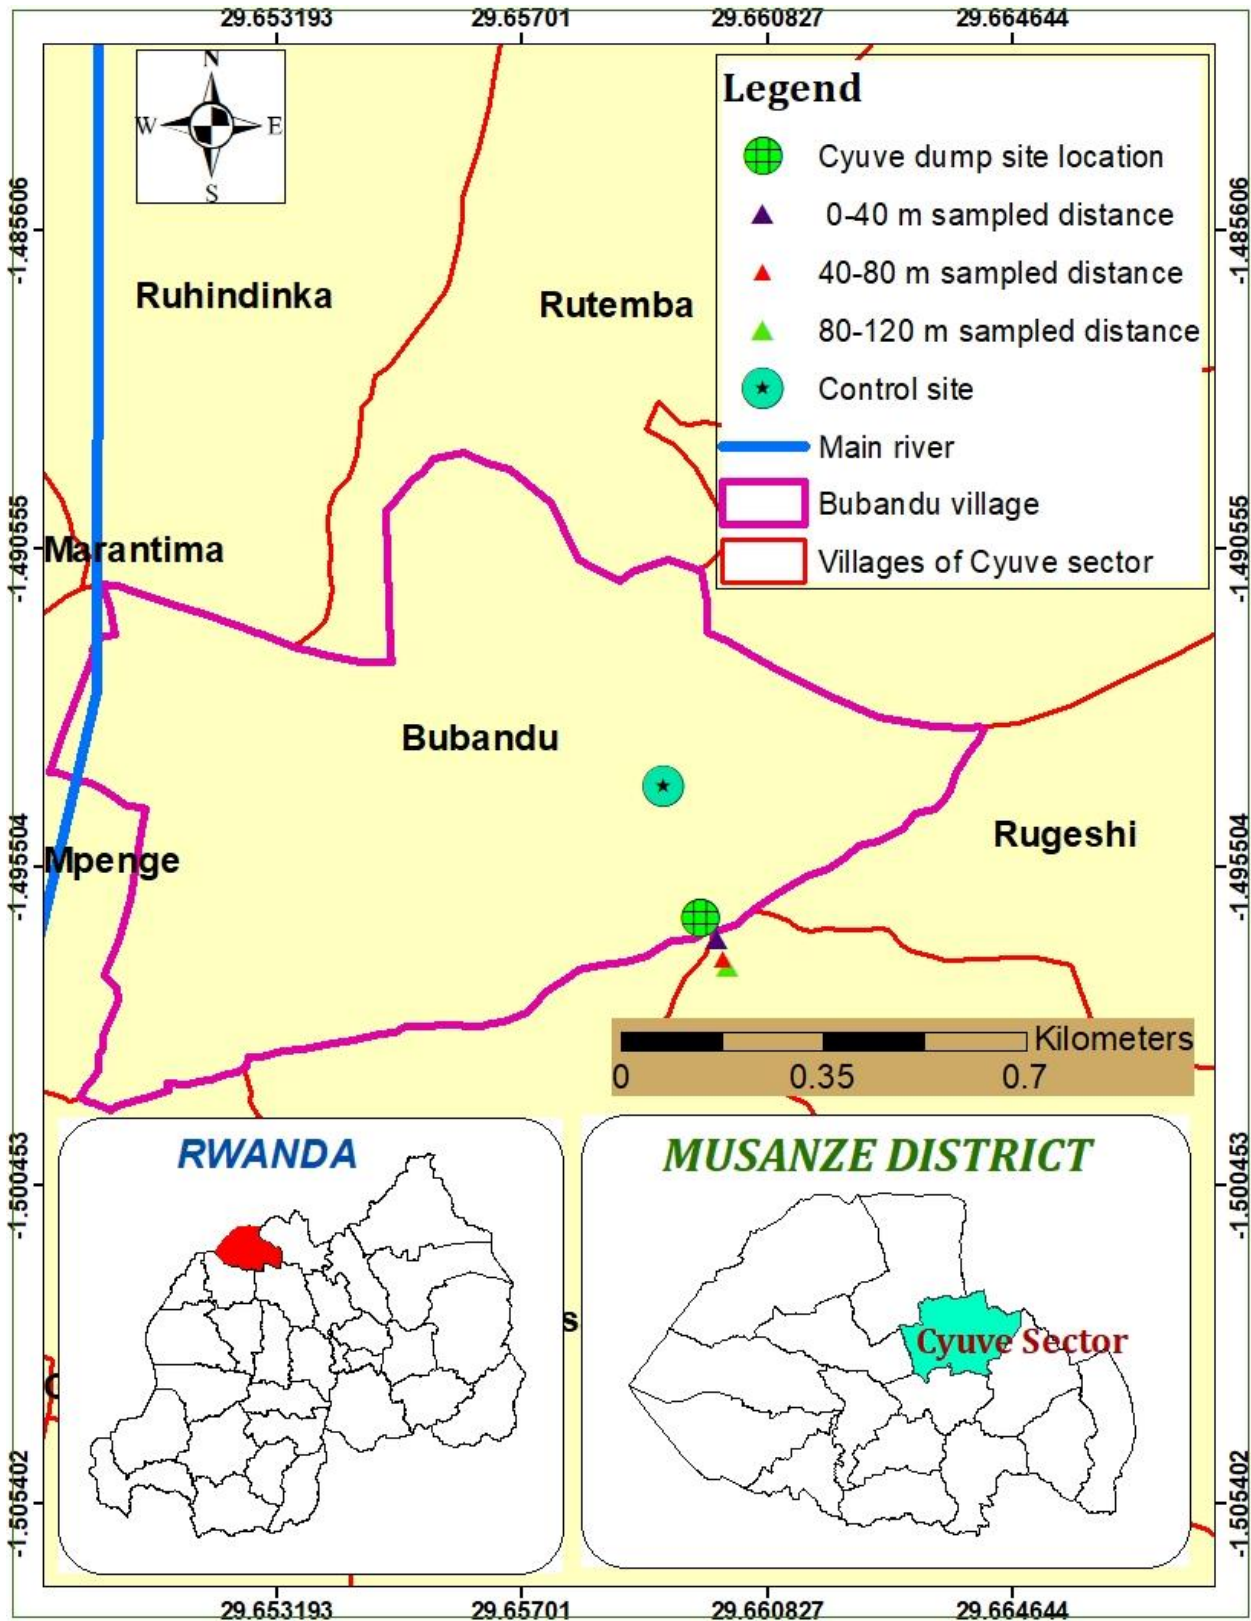 29.653193 29.65701 29.660827 29.664644
N
W E
S
Legend
Cyuve dump site location
0-40 m sampled distance
40-80 m sampled distance
80-120 m sampled distance
Control site
Main river
Bubandu village
Villages of Cyuve sector
-1.485606 -1.485606
Ruhindinka
Rutemba
-1.490555 -1.490555
Marantima
Bubandu
Rugeshi
-1.495504 -1.495504
Mpenge
Kilometers
0 0.35 0.7
RWANDA
MUSANZE DISTRICT
-1.500453 -1.500453
s
Cyuve Sector
-1.505402 -1.505402
29.653193 29.65701 29.660827 29.664644